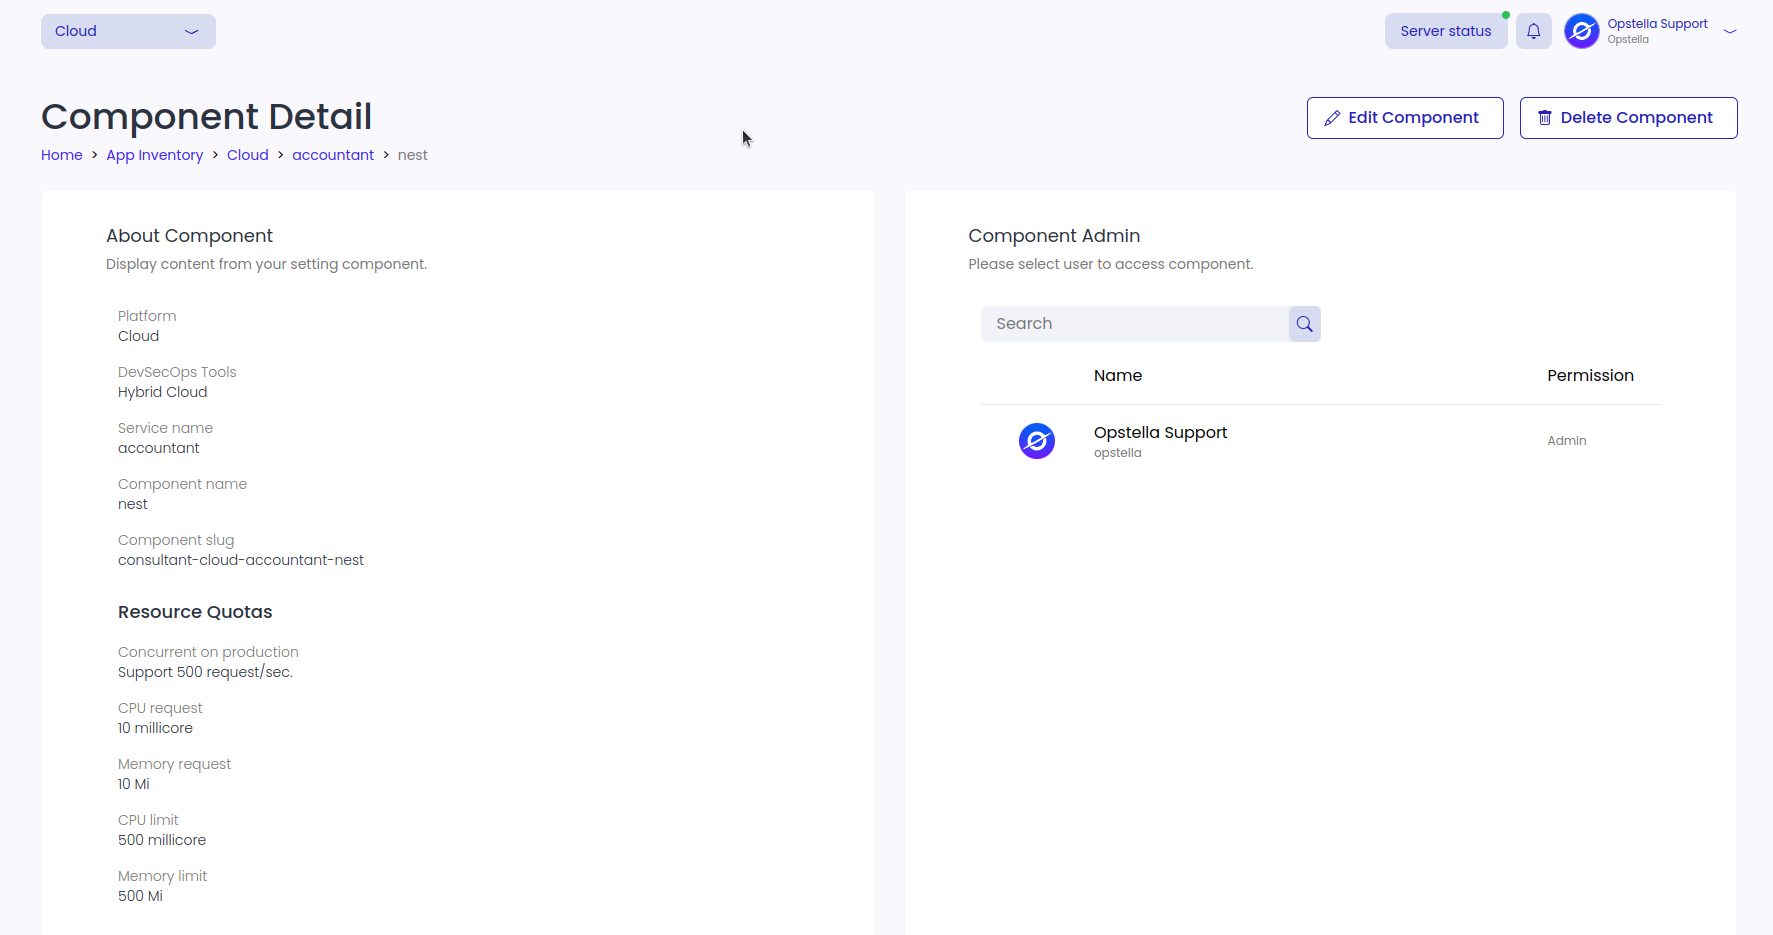 Cloud
Server status
Opstella Support
Opstella
Component Detail
Edit Component
Delete Component
Home > App Inventory > Cloud > accountant > nest
About Component
Display content from your setting component.
Platform
Cloud
DevSecOps Tools
Hybrid Cloud
Service name
accountant
Component name
nest
Component slug
consultant-cloud-accountant-nest
Resource Quotas
Concurrent on production
Support 500 request/sec.
CPU request
10 millicore
Memory request
10 Mi
CPU limit
500 millicore
Memory limit
500 Mi
Component Admin
Please select user to access component.
Search
Name Permission
Opstella Support
opstella
Admin